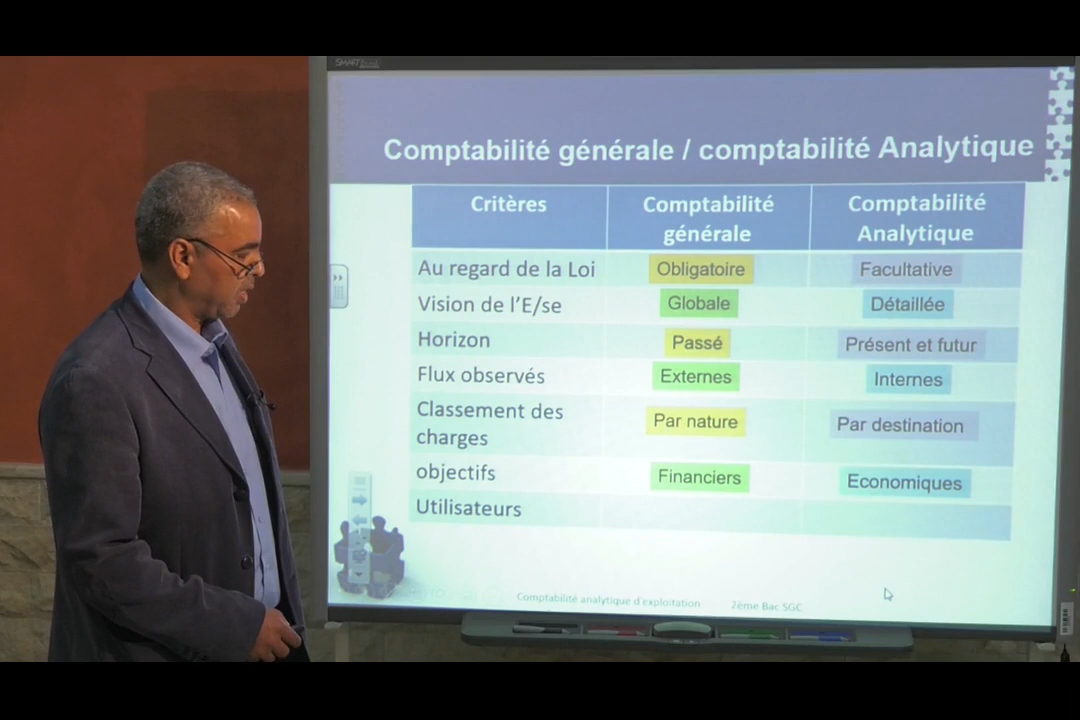 SMART
Comptabilité générale / comptabilité Analytique
Critères
Comptabilité
générale
Comptabilité
Analytique
Au regard de la Loi
Obligatoire
Facultative
Vision de l'E/se
Globale
Détaillée
Horizon
Passé
Présent et futur
Flux observés
Externes
Internes
Classement des
charges
Par nature
Par destination
objectifs
Financiers
Economiques
Utilisateurs
Comptabilité analytique d'exploitation
2ème Bac SGC